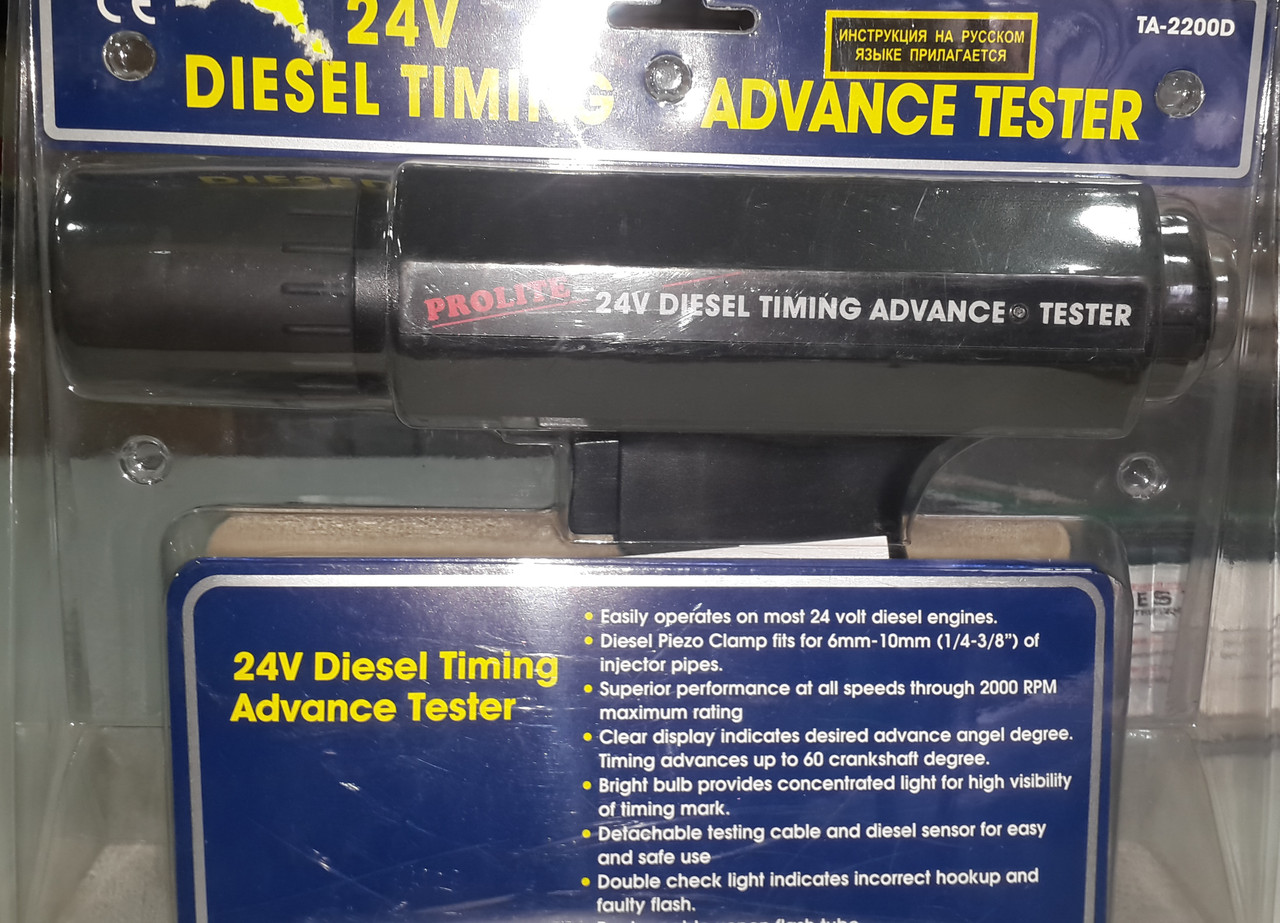 CE
24V
TA-2200D
ИНСТРУКЦИЯ НА РУССКОМ
ЯЗЫКЕ ПРИЛАГАЕТСЯ
DIESEL TIMING ADVANCE TESTER
DIESEL
PROLITE 24V DIESEL TIMING ADVANCE TESTER
24V Diesel Timing
Advance Tester
• Easily operates on most 24 volt diesel engines.
• Diesel Piezo Clamp fits for 6mm-10mm (1/4-3/8”) of
injector pipes.
• Superior performance at all speeds through 2000 RPM
maximum rating
• Clear display indicates desired advance angel degree.
Timing advances up to 60 crankshaft degree.
• Bright bulb provides concentrated light for high visibility
of timing mark.
• Detachable testing cable and diesel sensor for easy
and safe use
• Double check light indicates incorrect hookup and
faulty flash.
flash tube
ES